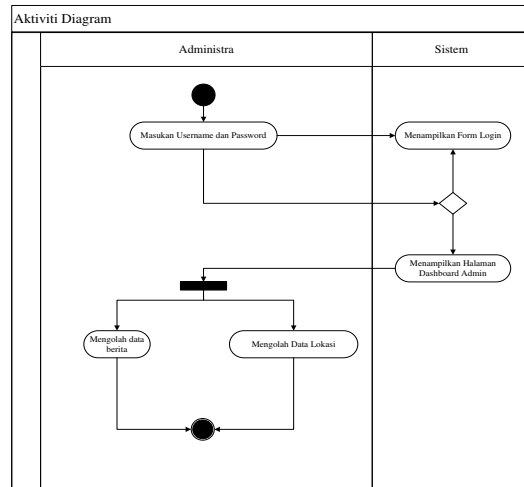 Aktiviti Diagram
Administra
Sistem
Masukan Username dan Password
Menampilkan Form Login
Menampilkan Halaman
Dashboard Admin
Mengolah data
berita
Mengolah Data Lokasi